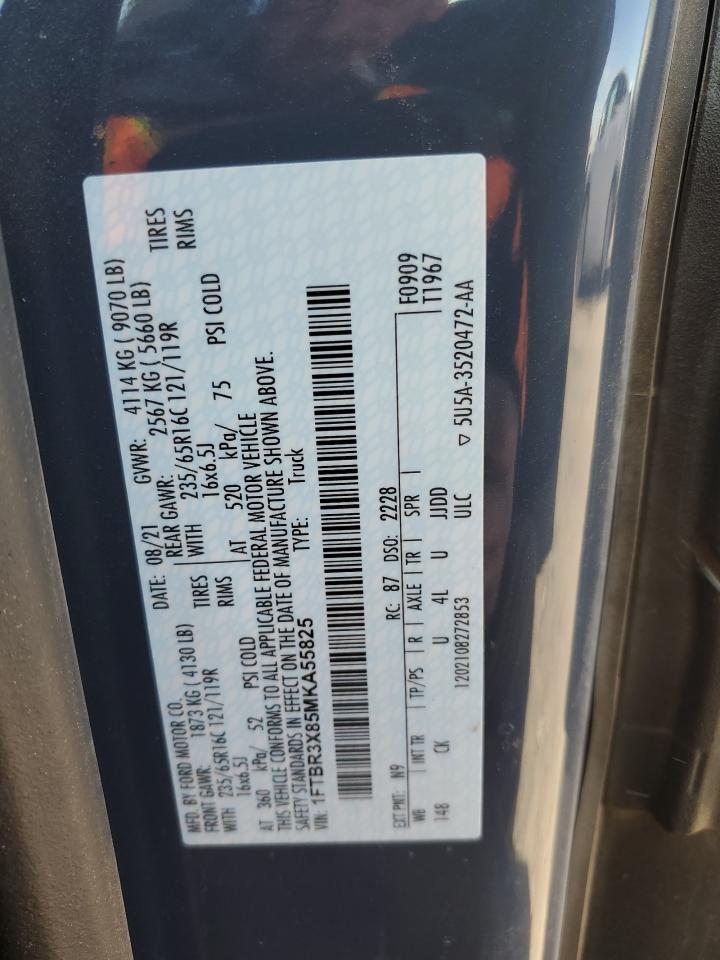 MFD. BY FORD MOTOR CO.
DATE: 08/21 GVWR: 4114 KG ( 9070 LB)
FRONT GAWR: 1873 KG ( 4130 LB) REAR GAWR: 2567 KG ( 5660 LB)
WITH 235/65R16C 121/119R TIRES WITH 235/65R16C 121/119R TIRES
16x6.5J RIMS 16x6.5J RIMS
AT 360 kPa/ 52 PSI COLD AT 520 kPa/ 75 PSI COLD
THIS VEHICLE CONFORMS TO ALL APPLICABLE FEDERAL MOTOR VEHICLE
SAFETY STANDARDS IN EFFECT ON THE DATE OF MANUFACTURE SHOWN ABOVE.
VIN: 1FTBR3X85MKA55825 TYPE: Truck
EXT PNT: N9 RC: 87 DSO: 2228 F0909
WB INT TR TP/PS R AXLE TR SPR T1967
148 CK U 4L U JJDD
1202108272853 ULC ▽ 5U5A-3520472-AA